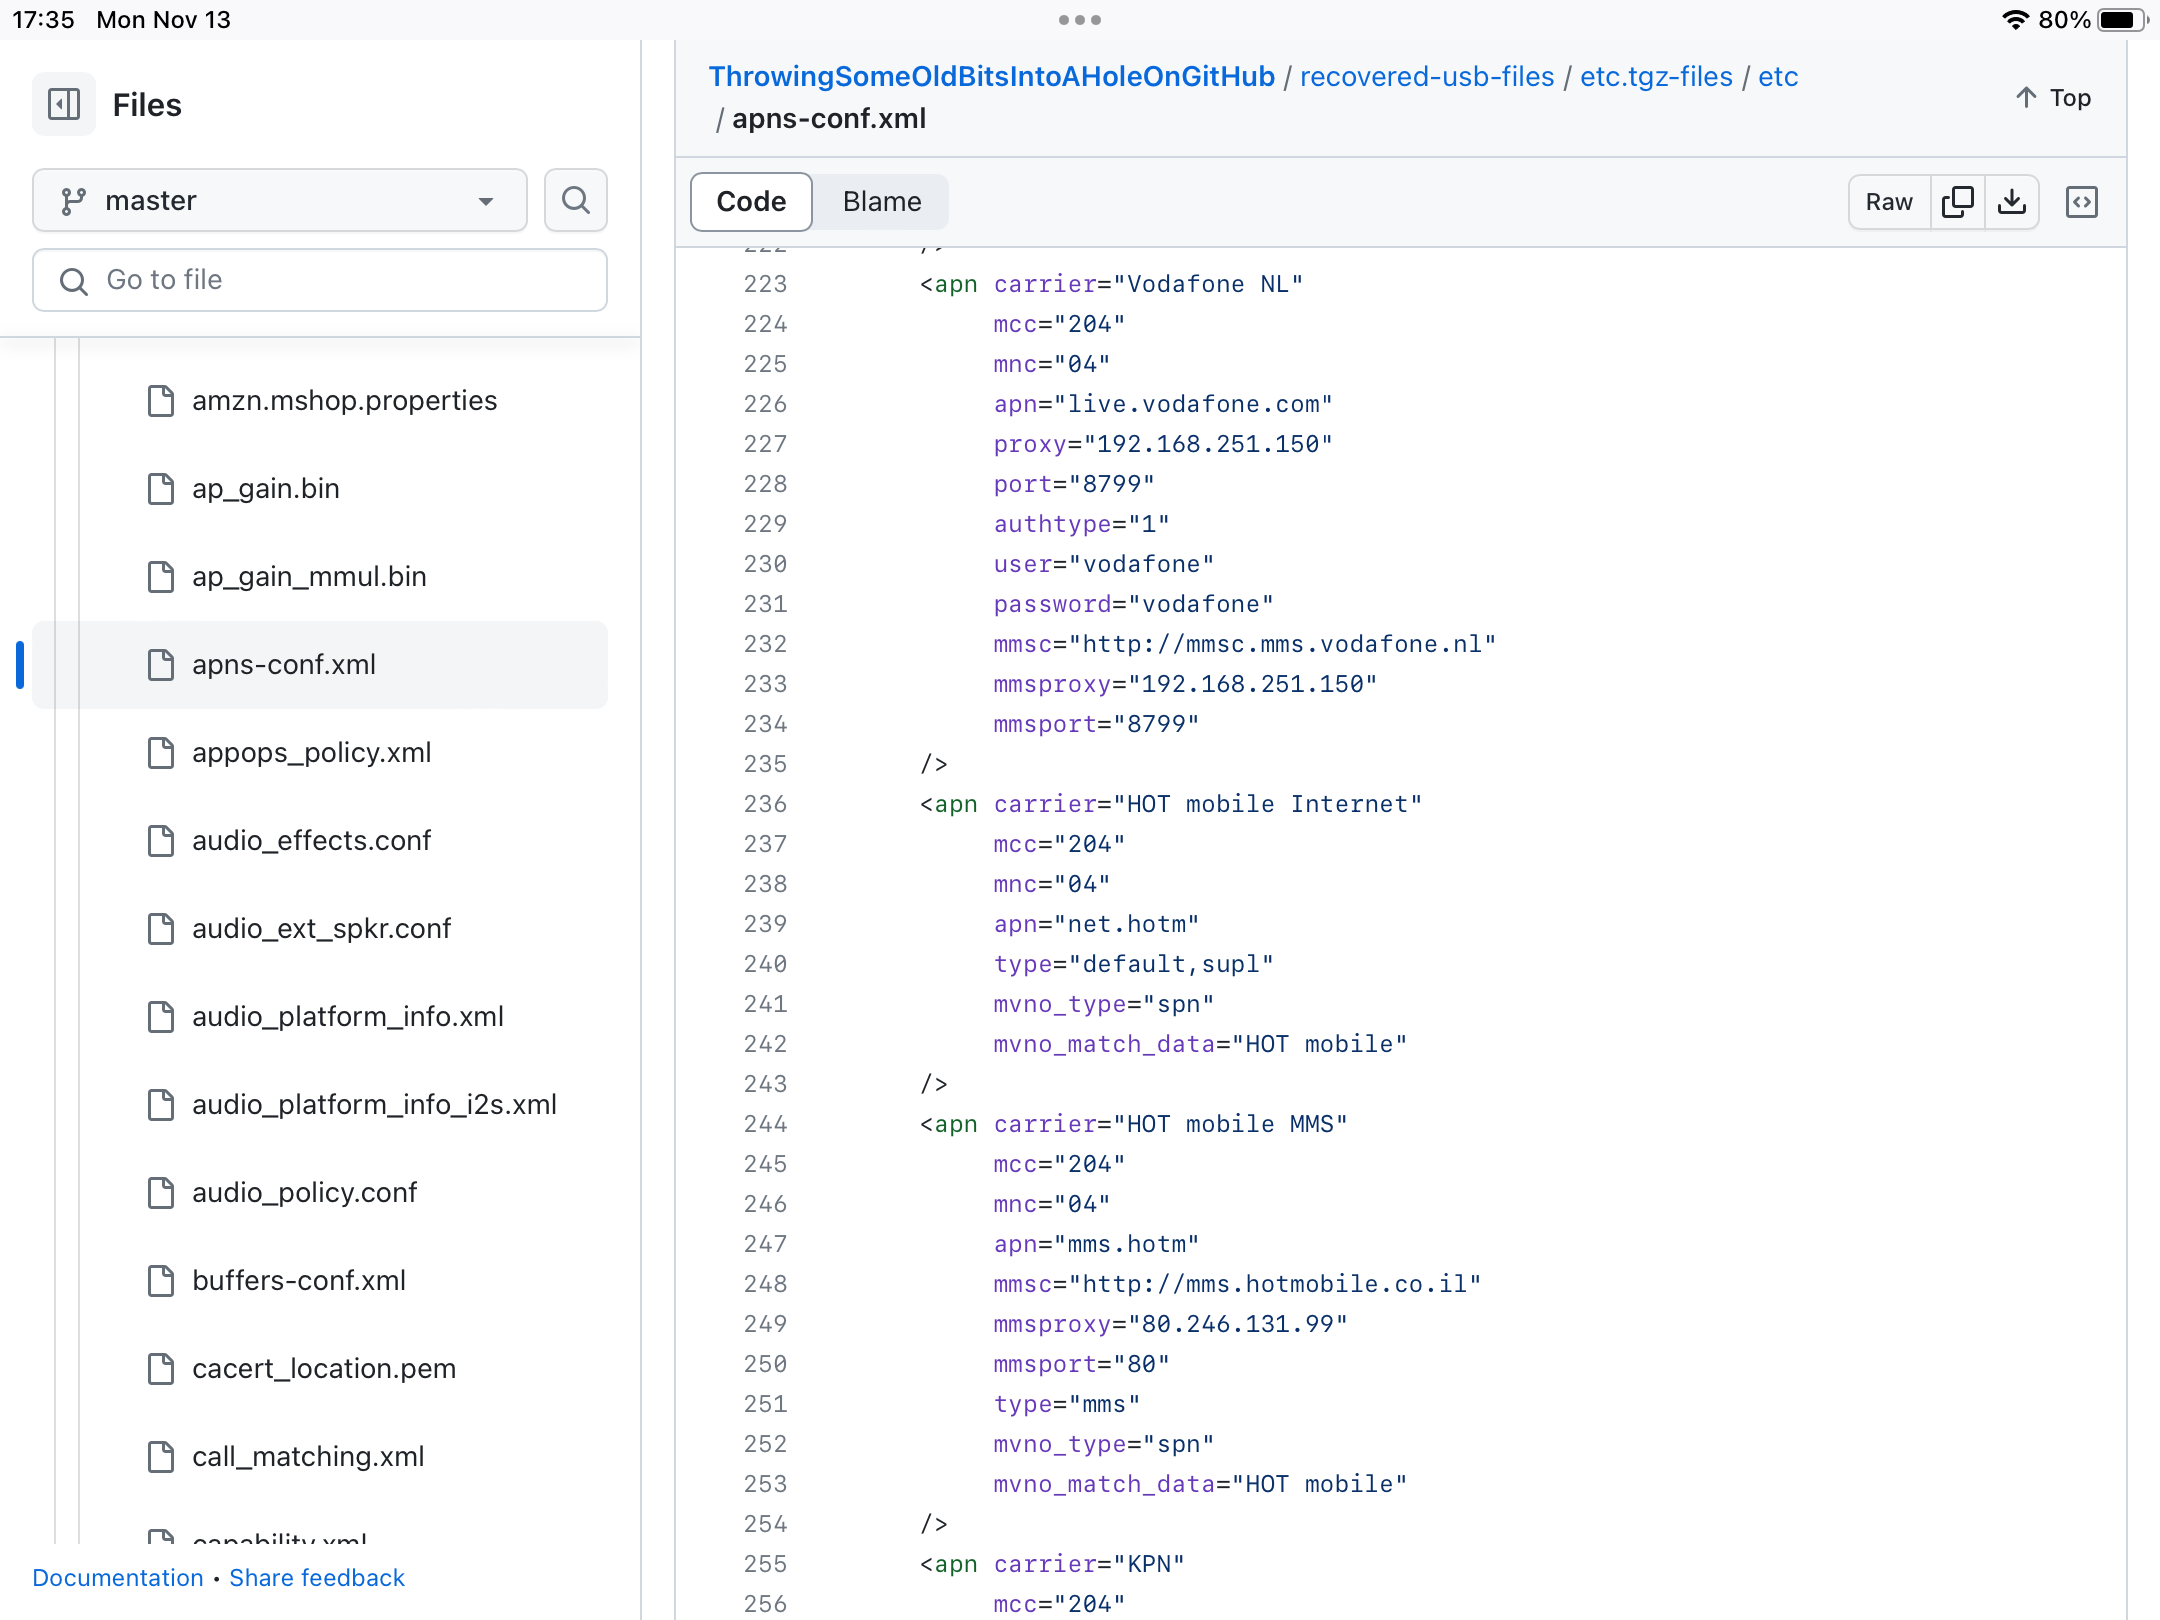 17:35 Mon Nov 13
80%
Files
master
Go to file
amzn.mshop.properties
ap_gain.bin
ap_gain_mmul.bin
apns-conf.xml
appops_policy.xml
audio_effects.conf
audio_ext_spkr.conf
audio_platform_info.xml
audio_platform_info_i2s.xml
audio_policy.conf
buffers-conf.xml
cacert_location.pem
call_matching.xml
capability.xml
Documentation • Share feedback
ThrowingSomeOldBitsIntoAHoleOnGitHub / recovered-usb-files / etc.tgz-files / etc
/ apns-conf.xml
Top
Code Blame
Raw
222 />
223 <apn carrier="Vodafone NL"
224 mcc="204"
225 mnc="04"
226 apn="live.vodafone.com"
227 proxy="192.168.251.150"
228 port="8799"
229 authtype="1"
230 user="vodafone"
231 password="vodafone"
232 mmsc="http://mmsc.mms.vodafone.nl"
233 mmsproxy="192.168.251.150"
234 mmsport="8799"
235 />
236 <apn carrier="HOT mobile Internet"
237 mcc="204"
238 mnc="04"
239 apn="net.hotm"
240 type="default,supl"
241 mvno_type="spn"
242 mvno_match_data="HOT mobile"
243 />
244 <apn carrier="HOT mobile MMS"
245 mcc="204"
246 mnc="04"
247 apn="mms.hotm"
248 mmsc="http://mms.hotmobile.co.il"
249 mmsproxy="80.246.131.99"
250 mmsport="80"
251 type="mms"
252 mvno_type="spn"
253 mvno_match_data="HOT mobile"
254 />
255 <apn carrier="KPN"
256 mcc="204"